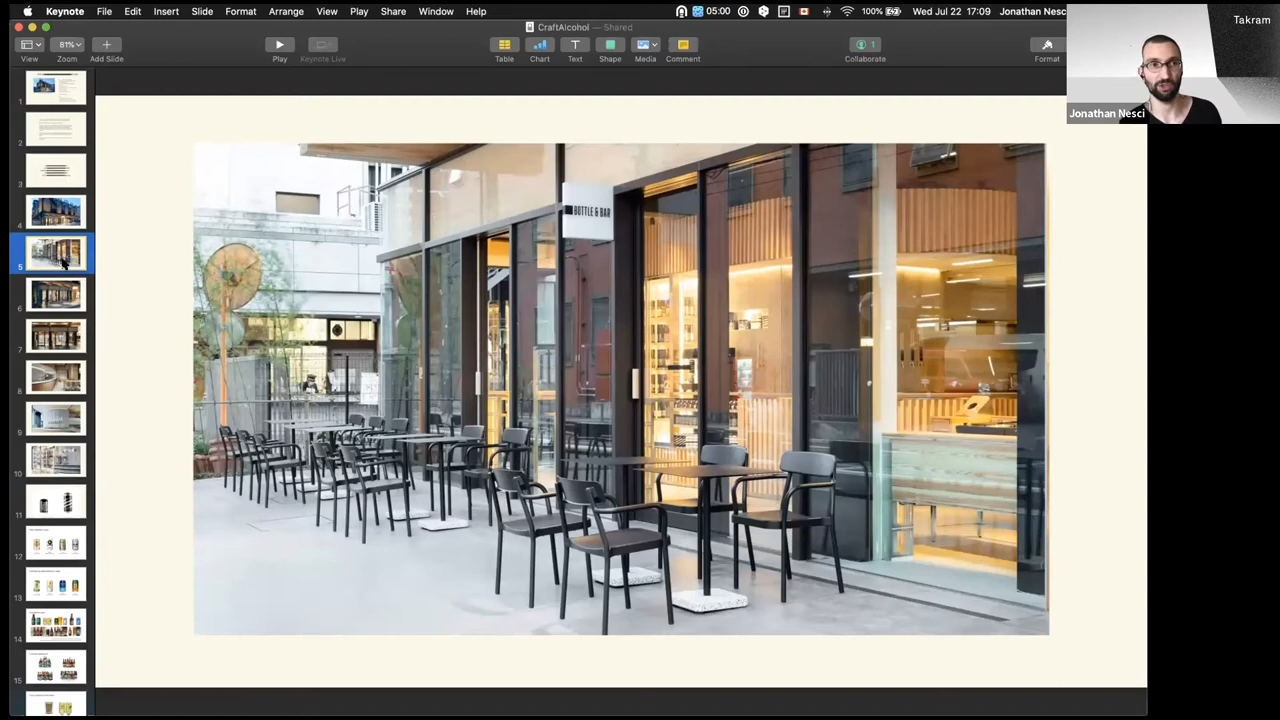 Keynote File Edit Insert Slide Format Arrange View Play Share Window Help 05:00 100% Wed Jul 22 17:09 Jonathan Nesc
Takram
CraftAlcohol — Shared
81%
View Zoom Add Slide Play Keynote Live Table Chart Text Shape Media Comment 1 Collaborate Format
Jonathan Nesci
BOTTLE & BAR
1
2
3
4
5
6
7
8
9
10
11
12
13
14
15